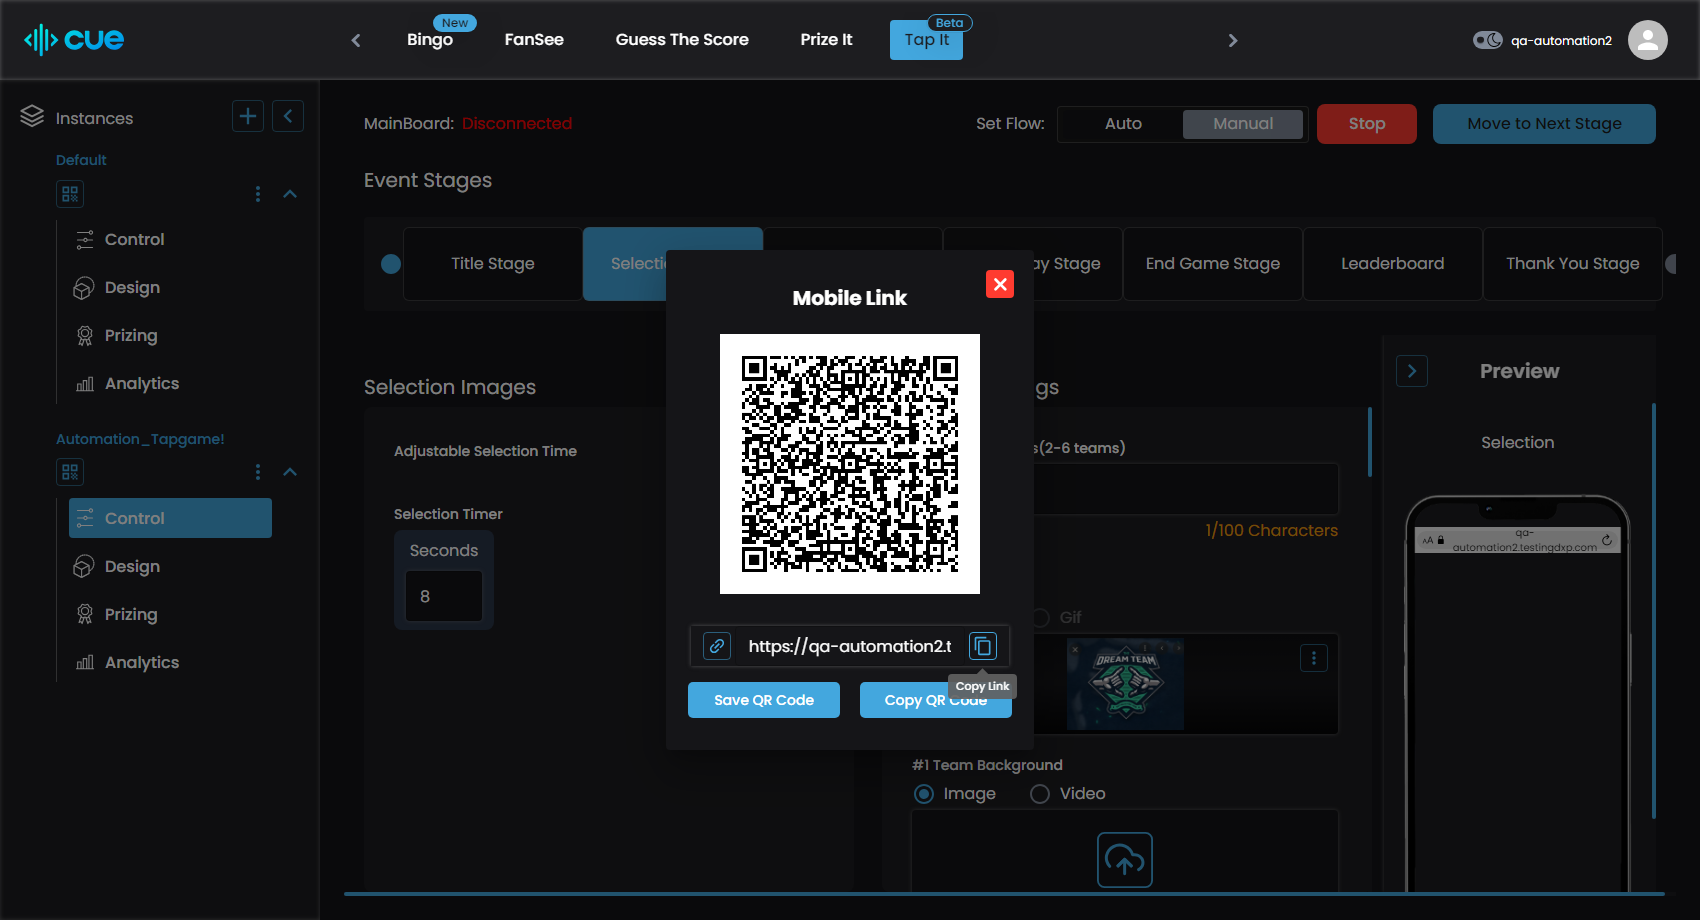 cue
New
Bingo
FanSee
Guess The Score
Prize It
Beta
Tap It
qa-automation2
Instances
Default
Control
Design
Prizing
Analytics
Automation_Tapgame!
Control
Design
Prizing
Analytics
MainBoard: Disconnected
Set Flow:
Auto
Manual
Stop
Move to Next Stage
Event Stages
Title Stage
Selecti
ay Stage
End Game Stage
Leaderboard
Thank You Stage
Selection Images
Adjustable Selection Time
Selection Timer
Seconds
8
Mobile Link
https://qa-automation2.t
Copy Link
Save QR Code
Copy QR Code
gs
s(2-6 teams)
1/100 Characters
Gif
DREAM TEAM
#1 Team Background
Image
Video
Preview
Selection
AA
qa-
automation2.testingdxp.com